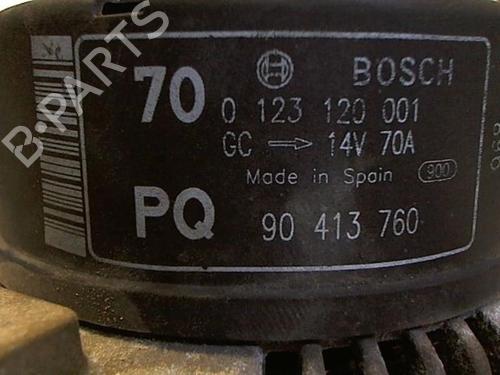 70 BOSCH
0 123 120 001
GC → 14V 70A
Made in Spain 900
PQ 90 413 760
B-PARTS